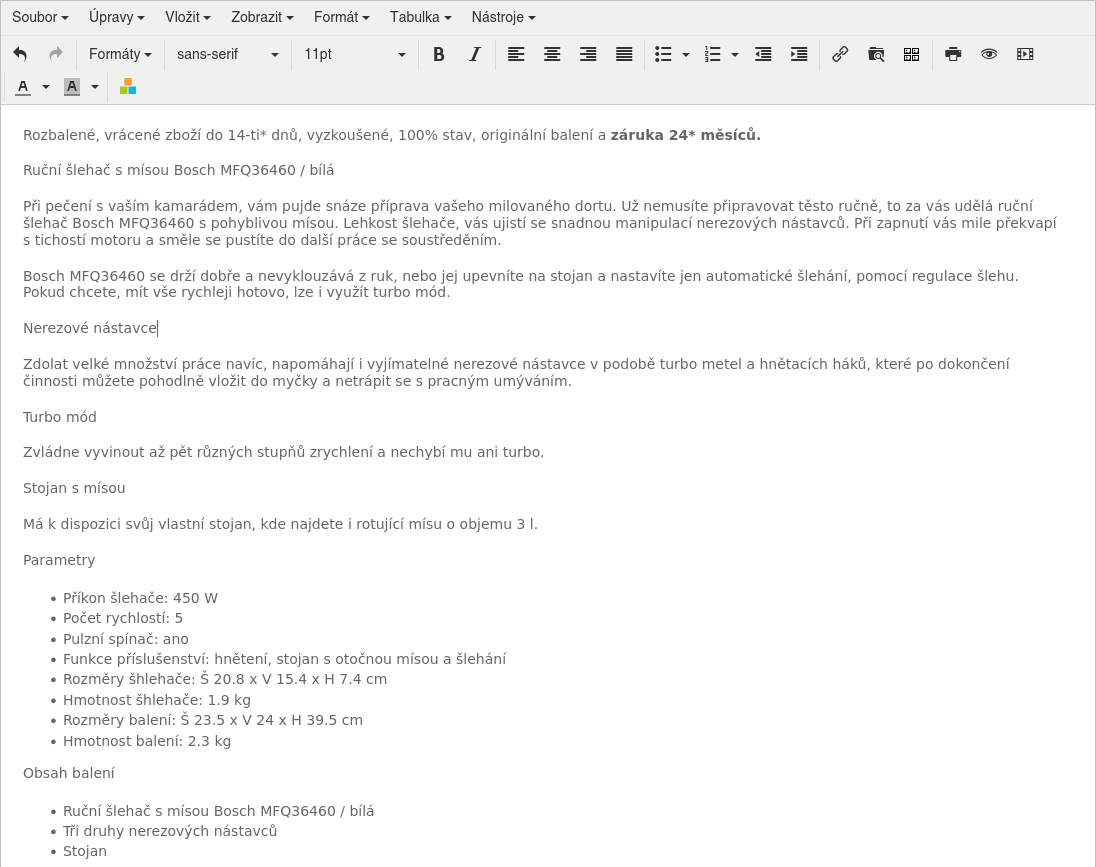 Soubor Úpravy Vložit Zobrazit Formát Tabulka Nástroje
Formáty sans-serif 11pt B I
A A
Rozbalené, vrácené zboží do 14-ti* dnů, vyzkoušené, 100% stav, originální balení a záruka 24* měsíců.
Ruční šlehač s mísou Bosch MFQ36460 / bílá
Při pečení s vaším kamarádem, vám pujde snáze příprava vašeho milovaného dortu. Už nemusíte připravovat těsto ručně, to za vás udělá ruční
šlehač Bosch MFQ36460 s pohyblivou mísou. Lehkost šlehače, vás ujistí se snadnou manipulací nerezových nástavců. Při zapnutí vás mile překvapí
s tichostí motoru a směle se pustíte do další práce se soustředěním.
Bosch MFQ36460 se drží dobře a nevyklouzává z ruk, nebo jej upevníte na stojan a nastavíte jen automatické šlehání, pomocí regulace šlehu.
Pokud chcete, mít vše rychleji hotovo, lze i využít turbo mód.
Nerezové nástavce
Zdolat velké množství práce navíc, napomáhají i vyjímatelné nerezové nástavce v podobě turbo metel a hnětacích háků, které po dokončení
činnosti můžete pohodlně vložit do myčky a netrápit se s pracným umýváním.
Turbo mód
Zvládne vyvinout až pět různých stupňů zrychlení a nechybí mu ani turbo.
Stojan s mísou
Má k dispozici svůj vlastní stojan, kde najdete i rotující mísu o objemu 3 l.
Parametry
• Příkon šlehače: 450 W
• Počet rychlostí: 5
• Pulzní spínač: ano
• Funkce příslušenství: hnětení, stojan s otočnou mísou a šlehání
• Rozměry šhlehače: Š 20.8 x V 15.4 x H 7.4 cm
• Hmotnost šhlehače: 1.9 kg
• Rozměry balení: Š 23.5 x V 24 x H 39.5 cm
• Hmotnost balení: 2.3 kg
Obsah balení
• Ruční šlehač s mísou Bosch MFQ36460 / bílá
• Tři druhy nerezových nástavců
• Stojan